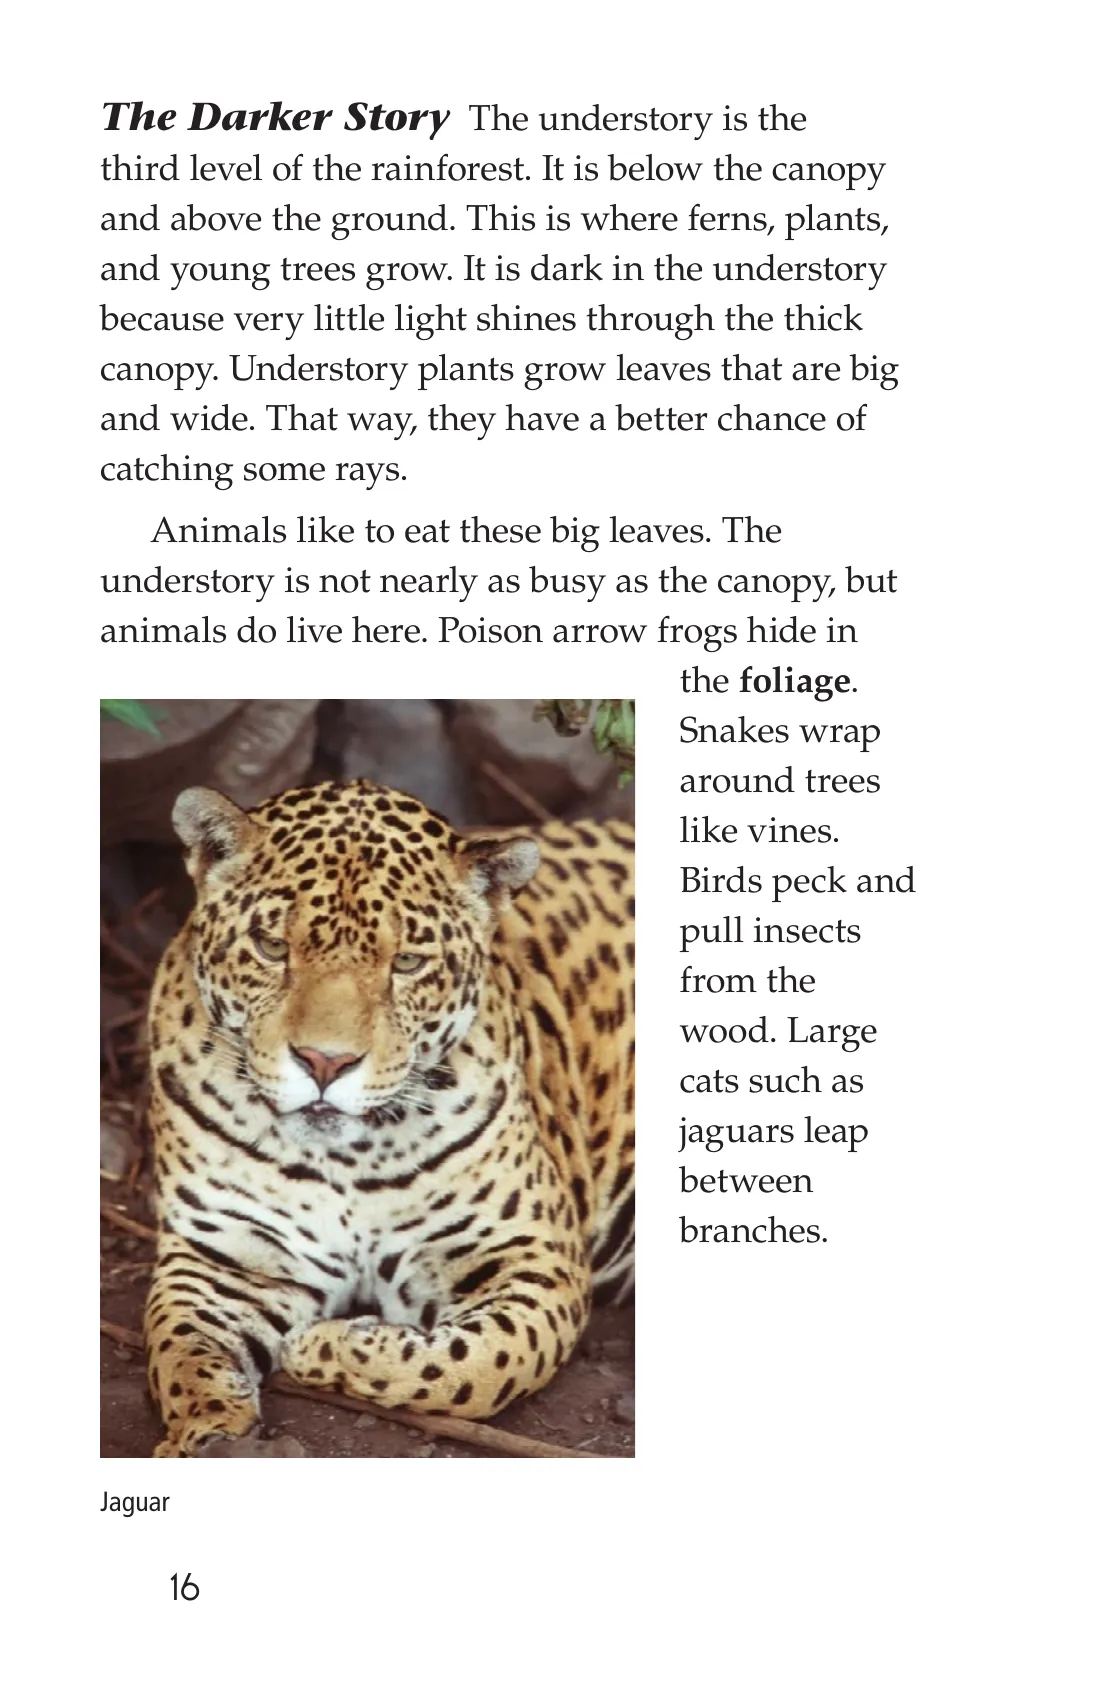 The Darker Story The understory is the
third level of the rainforest. It is below the canopy
and above the ground. This is where ferns, plants,
and young trees grow. It is dark in the understory
because very little light shines through the thick
canopy. Understory plants grow leaves that are big
and wide. That way, they have a better chance of
catching some rays.
Animals like to eat these big leaves. The
understory is not nearly as busy as the canopy, but
animals do live here. Poison arrow frogs hide in
the foliage.
Snakes wrap
around trees
like vines.
Birds peck and
pull insects
from the
wood. Large
cats such as
jaguars leap
between
branches.
Jaguar
16